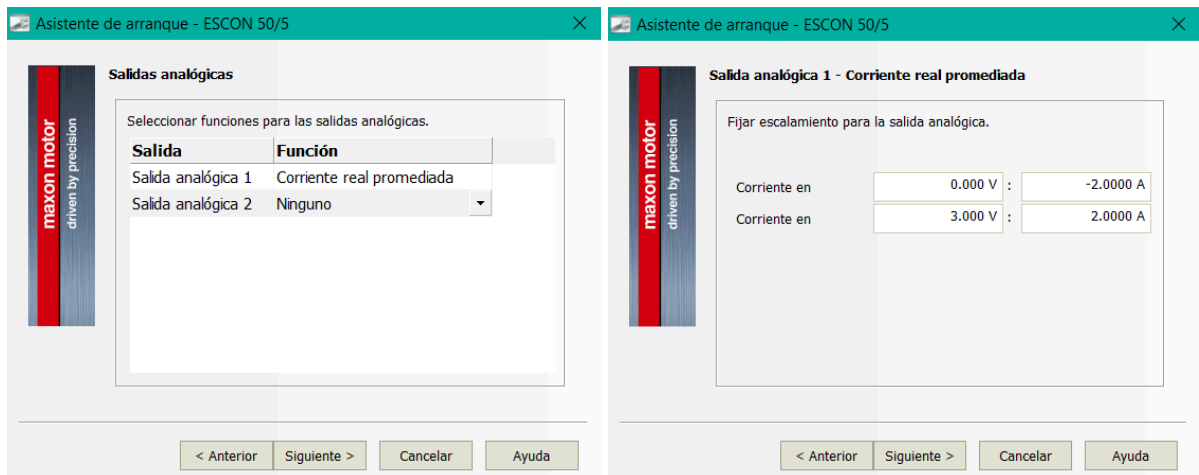 Asistente de arranque - ESCON 50/5
Salidas analógicas
maxon motor
driven by precision
Seleccionar funciones para las salidas analógicas.
Salida Función
Salida analógica 1 Corriente real promediada
Salida analógica 2 Ninguno
< Anterior Siguiente > Cancelar Ayuda
Asistente de arranque - ESCON 50/5
Salida analógica 1 - Corriente real promediada
maxon motor
driven by precision
Fijar escalamiento para la salida analógica.
Corriente en 0.000 V : -2.0000 A
Corriente en 3.000 V : 2.0000 A
< Anterior Siguiente > Cancelar Ayuda